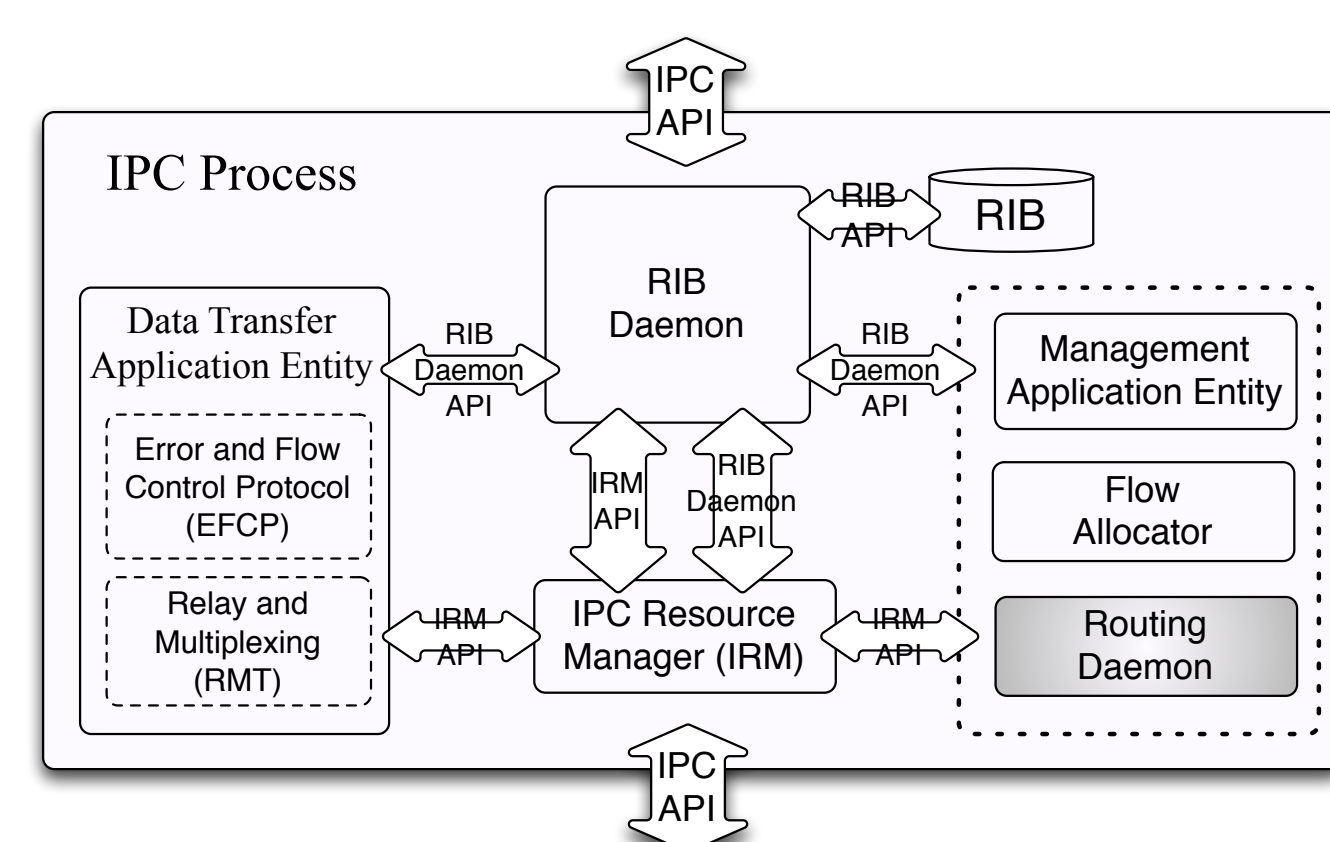 IPC
API
IPC Process
RIB
API
RIB
RIB
Daemon
Data Transfer
Application Entity
RIB
Daemon
API
RIB
Daemon
API
Management
Application Entity
Error and Flow
Control Protocol
(EFCP)
IRM
API
RIB
Daemon
API
Flow
Allocator
Relay and
Multiplexing
(RMT)
IRM
API
IPC Resource
Manager (IRM)
IRM
API
Routing
Daemon
IPC
API